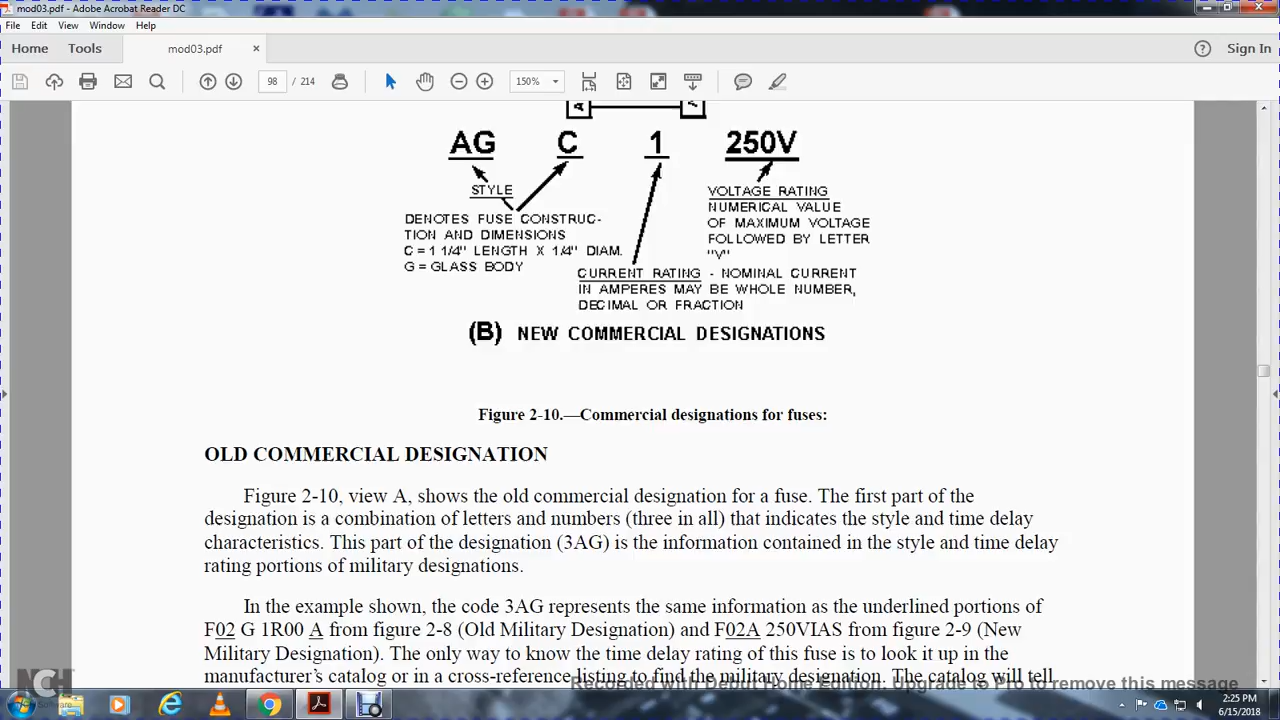 mod03.pdf - Adobe Acrobat Reader DC
File Edit View Window Help
Home Tools mod03.pdf × Sign In
98 / 214 150%
A
AG C 1 250V
STYLE
DENOTES FUSE CONSTRUC-
TION AND DIMENSIONS
C = 1 1/4" LENGTH X 1/4" DIAM.
G = GLASS BODY
VOLTAGE RATING
NUMERICAL VALUE
OF MAXIMUM VOLTAGE
FOLLOWED BY LETTER
"V"
CURRENT RATING - NOMINAL CURRENT
IN AMPERES MAY BE WHOLE NUMBER,
DECIMAL OR FRACTION
(B) NEW COMMERCIAL DESIGNATIONS
Figure 2-10.—Commercial designations for fuses:
OLD COMMERCIAL DESIGNATION
Figure 2-10, view A, shows the old commercial designation for a fuse. The first part of the
designation is a combination of letters and numbers (three in all) that indicates the style and time delay
characteristics. This part of the designation (3AG) is the information contained in the style and time delay
rating portions of military designations.
In the example shown, the code 3AG represents the same information as the underlined portions of
F02 G 1R00 A from figure 2-8 (Old Military Designation) and F02A 250VIAS from figure 2-9 (New
Military Designation). The only way to know the time delay rating of this fuse is to look it up in the
manufacturer's catalog or in a cross-reference listing to find the military designation. The catalog will tell
NCH Software
Recorded with Debut Home Edition. Upgrade to Pro to remove this message
2:25 PM
6/15/2018